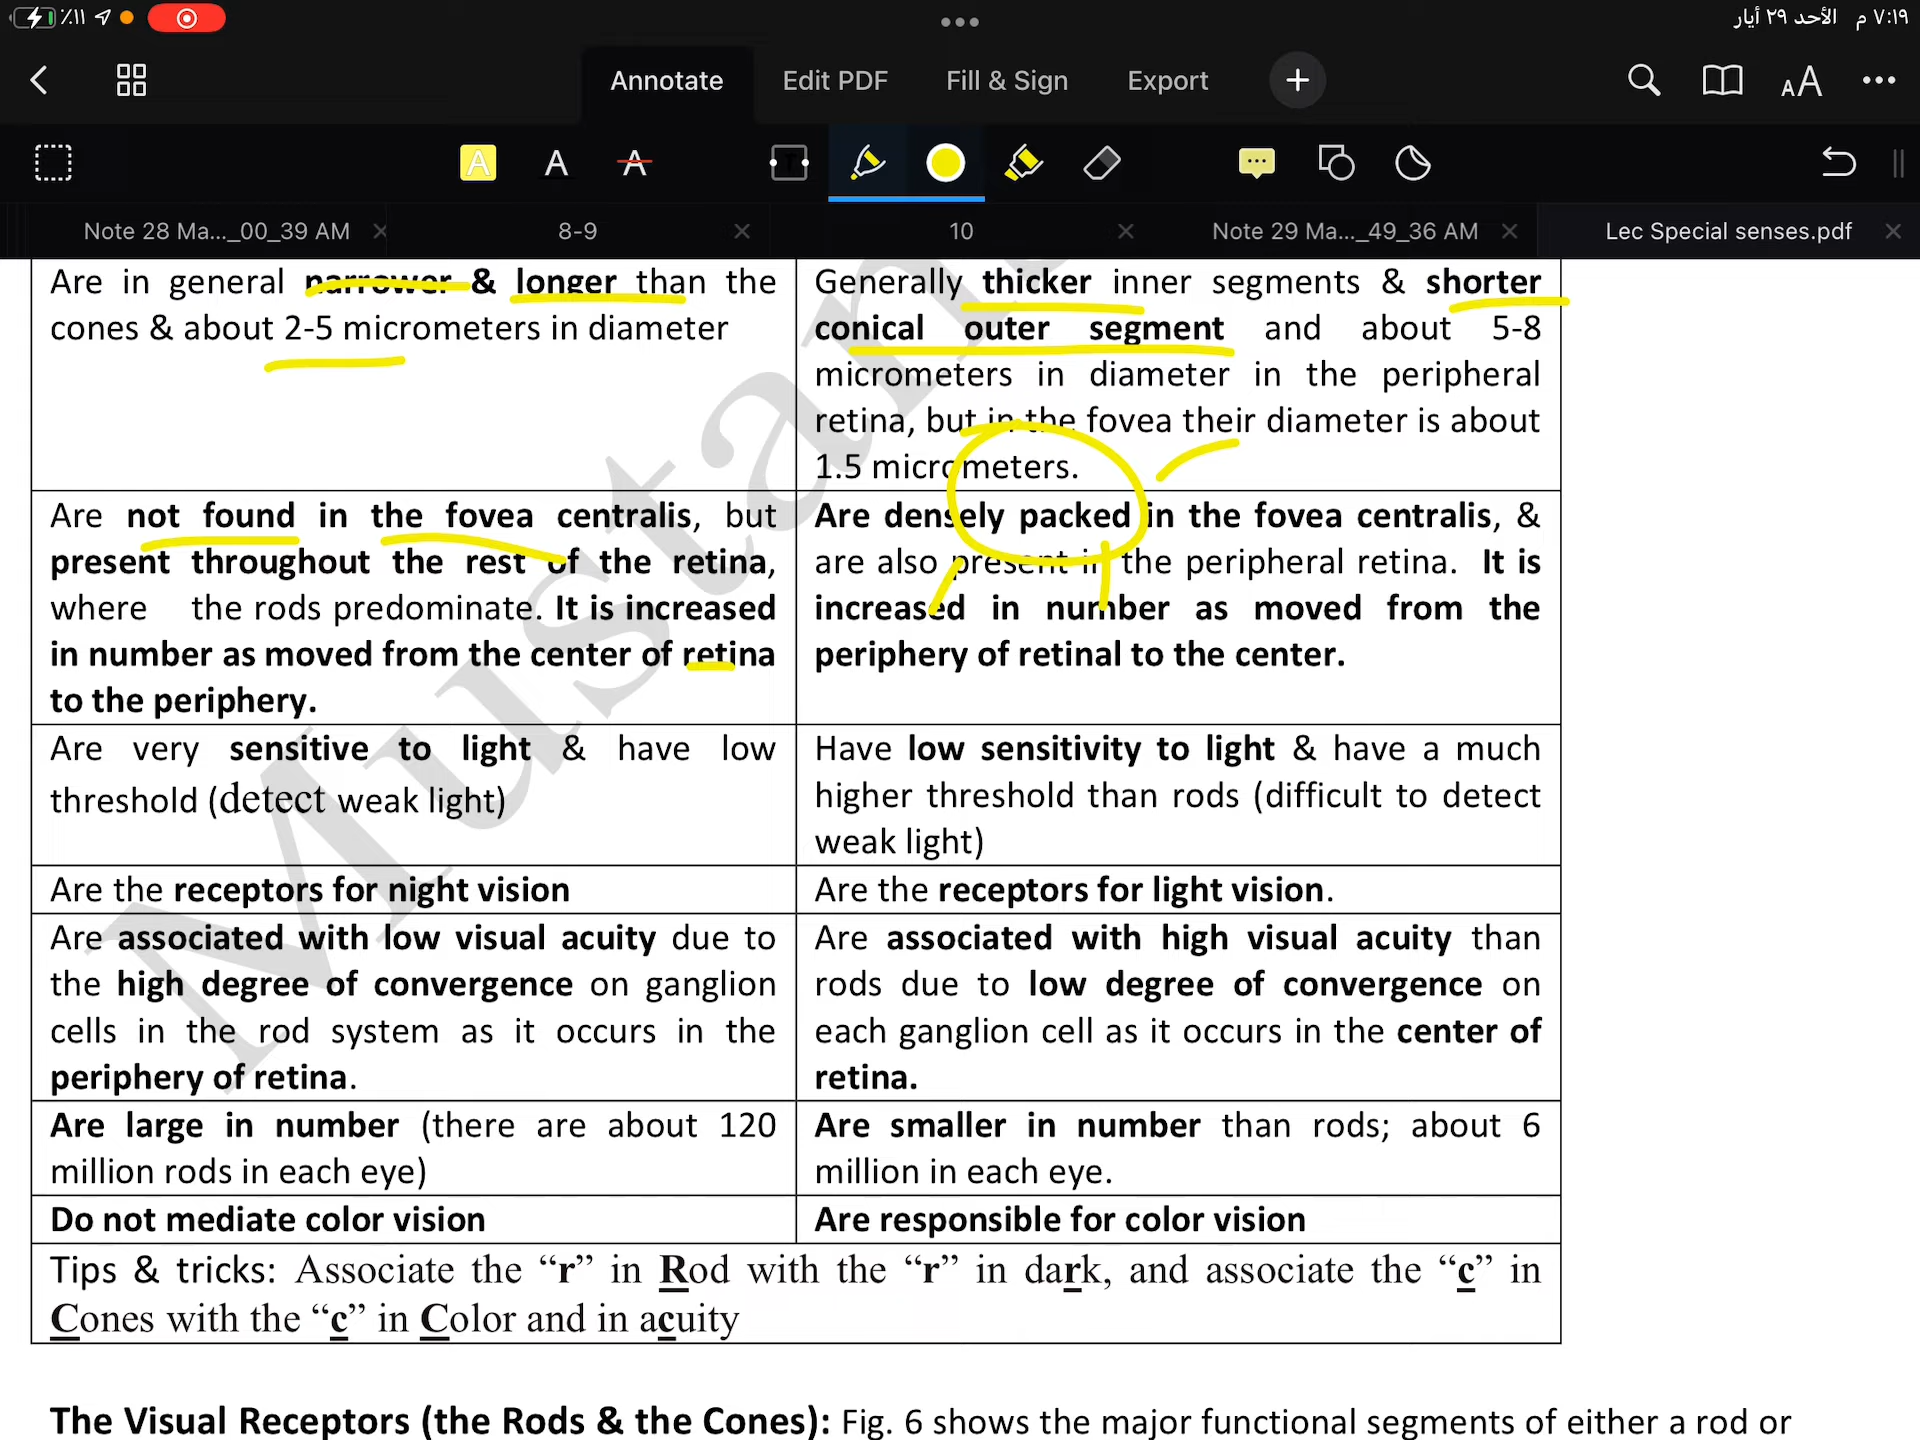 ٪١١
٧:١٩ م الأحد ٢٩ أيار
Annotate Edit PDF Fill & Sign Export
Note 28 Ma..._00_39 AM 8-9 10 Note 29 Ma..._49_36 AM Lec Special senses.pdf
Are in general narrower & longer than the
cones & about 2-5 micrometers in diameter
Generally thicker inner segments & shorter
conical outer segment and about 5-8
micrometers in diameter in the peripheral
retina, but in the fovea their diameter is about
1.5 micrometers.
Are not found in the fovea centralis, but
present throughout the rest of the retina,
where the rods predominate. It is increased
in number as moved from the center of retina
to the periphery.
Are densely packed in the fovea centralis, &
are also present in the peripheral retina. It is
increased in number as moved from the
periphery of retinal to the center.
Are very sensitive to light & have low
threshold (detect weak light)
Have low sensitivity to light & have a much
higher threshold than rods (difficult to detect
weak light)
Are the receptors for night vision
Are the receptors for light vision.
Are associated with low visual acuity due to
the high degree of convergence on ganglion
cells in the rod system as it occurs in the
periphery of retina.
Are associated with high visual acuity than
rods due to low degree of convergence on
each ganglion cell as it occurs in the center of
retina.
Are large in number (there are about 120
million rods in each eye)
Are smaller in number than rods; about 6
million in each eye.
Do not mediate color vision
Are responsible for color vision
Tips & tricks: Associate the “r” in Rod with the “r” in dark, and associate the “c” in
Cones with the “c” in Color and in acuity
The Visual Receptors (the Rods & the Cones): Fig. 6 shows the major functional segments of either a rod or